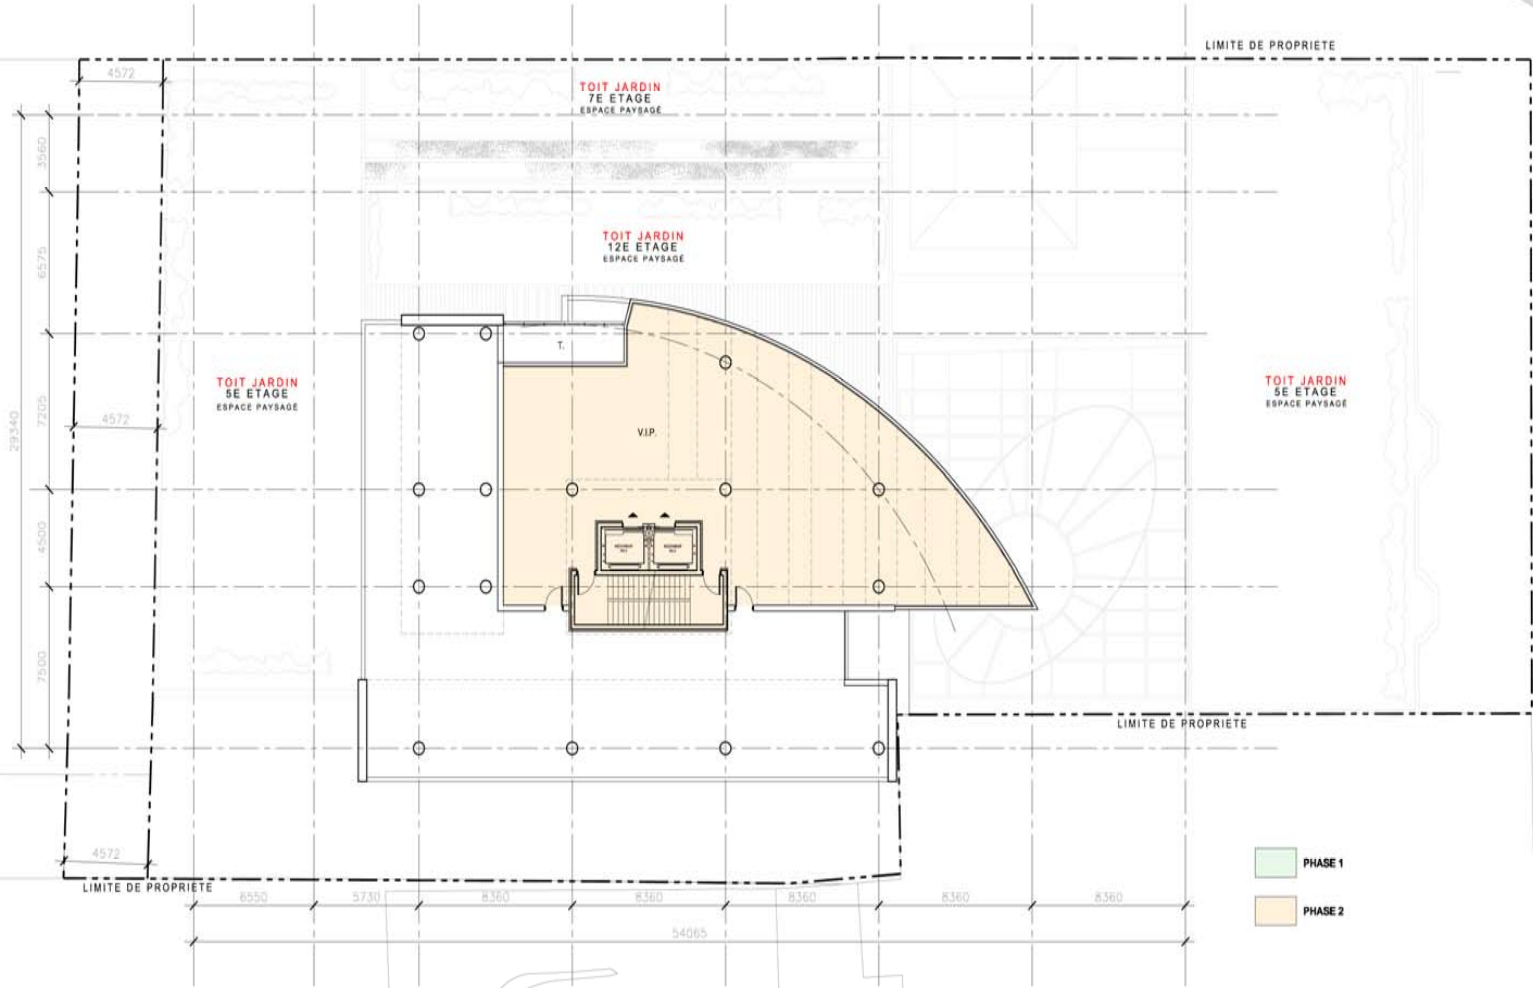 LIMITE DE PROPRIETE
4572
TOIT JARDIN
7E ETAGE
ESPACE PAYSAGÉ
3560
6575
TOIT JARDIN
12E ETAGE
ESPACE PAYSAGÉ
T.
TOIT JARDIN
5E ETAGE
ESPACE PAYSAGÉ
TOIT JARDIN
5E ETAGE
ESPACE PAYSAGÉ
7205
29340
4572
V.I.P.
4500
7500
LIMITE DE PROPRIETE
4572
LIMITE DE PROPRIETE
6550
5730
8360
8360
8360
8360
8360
54065
PHASE 1
PHASE 2